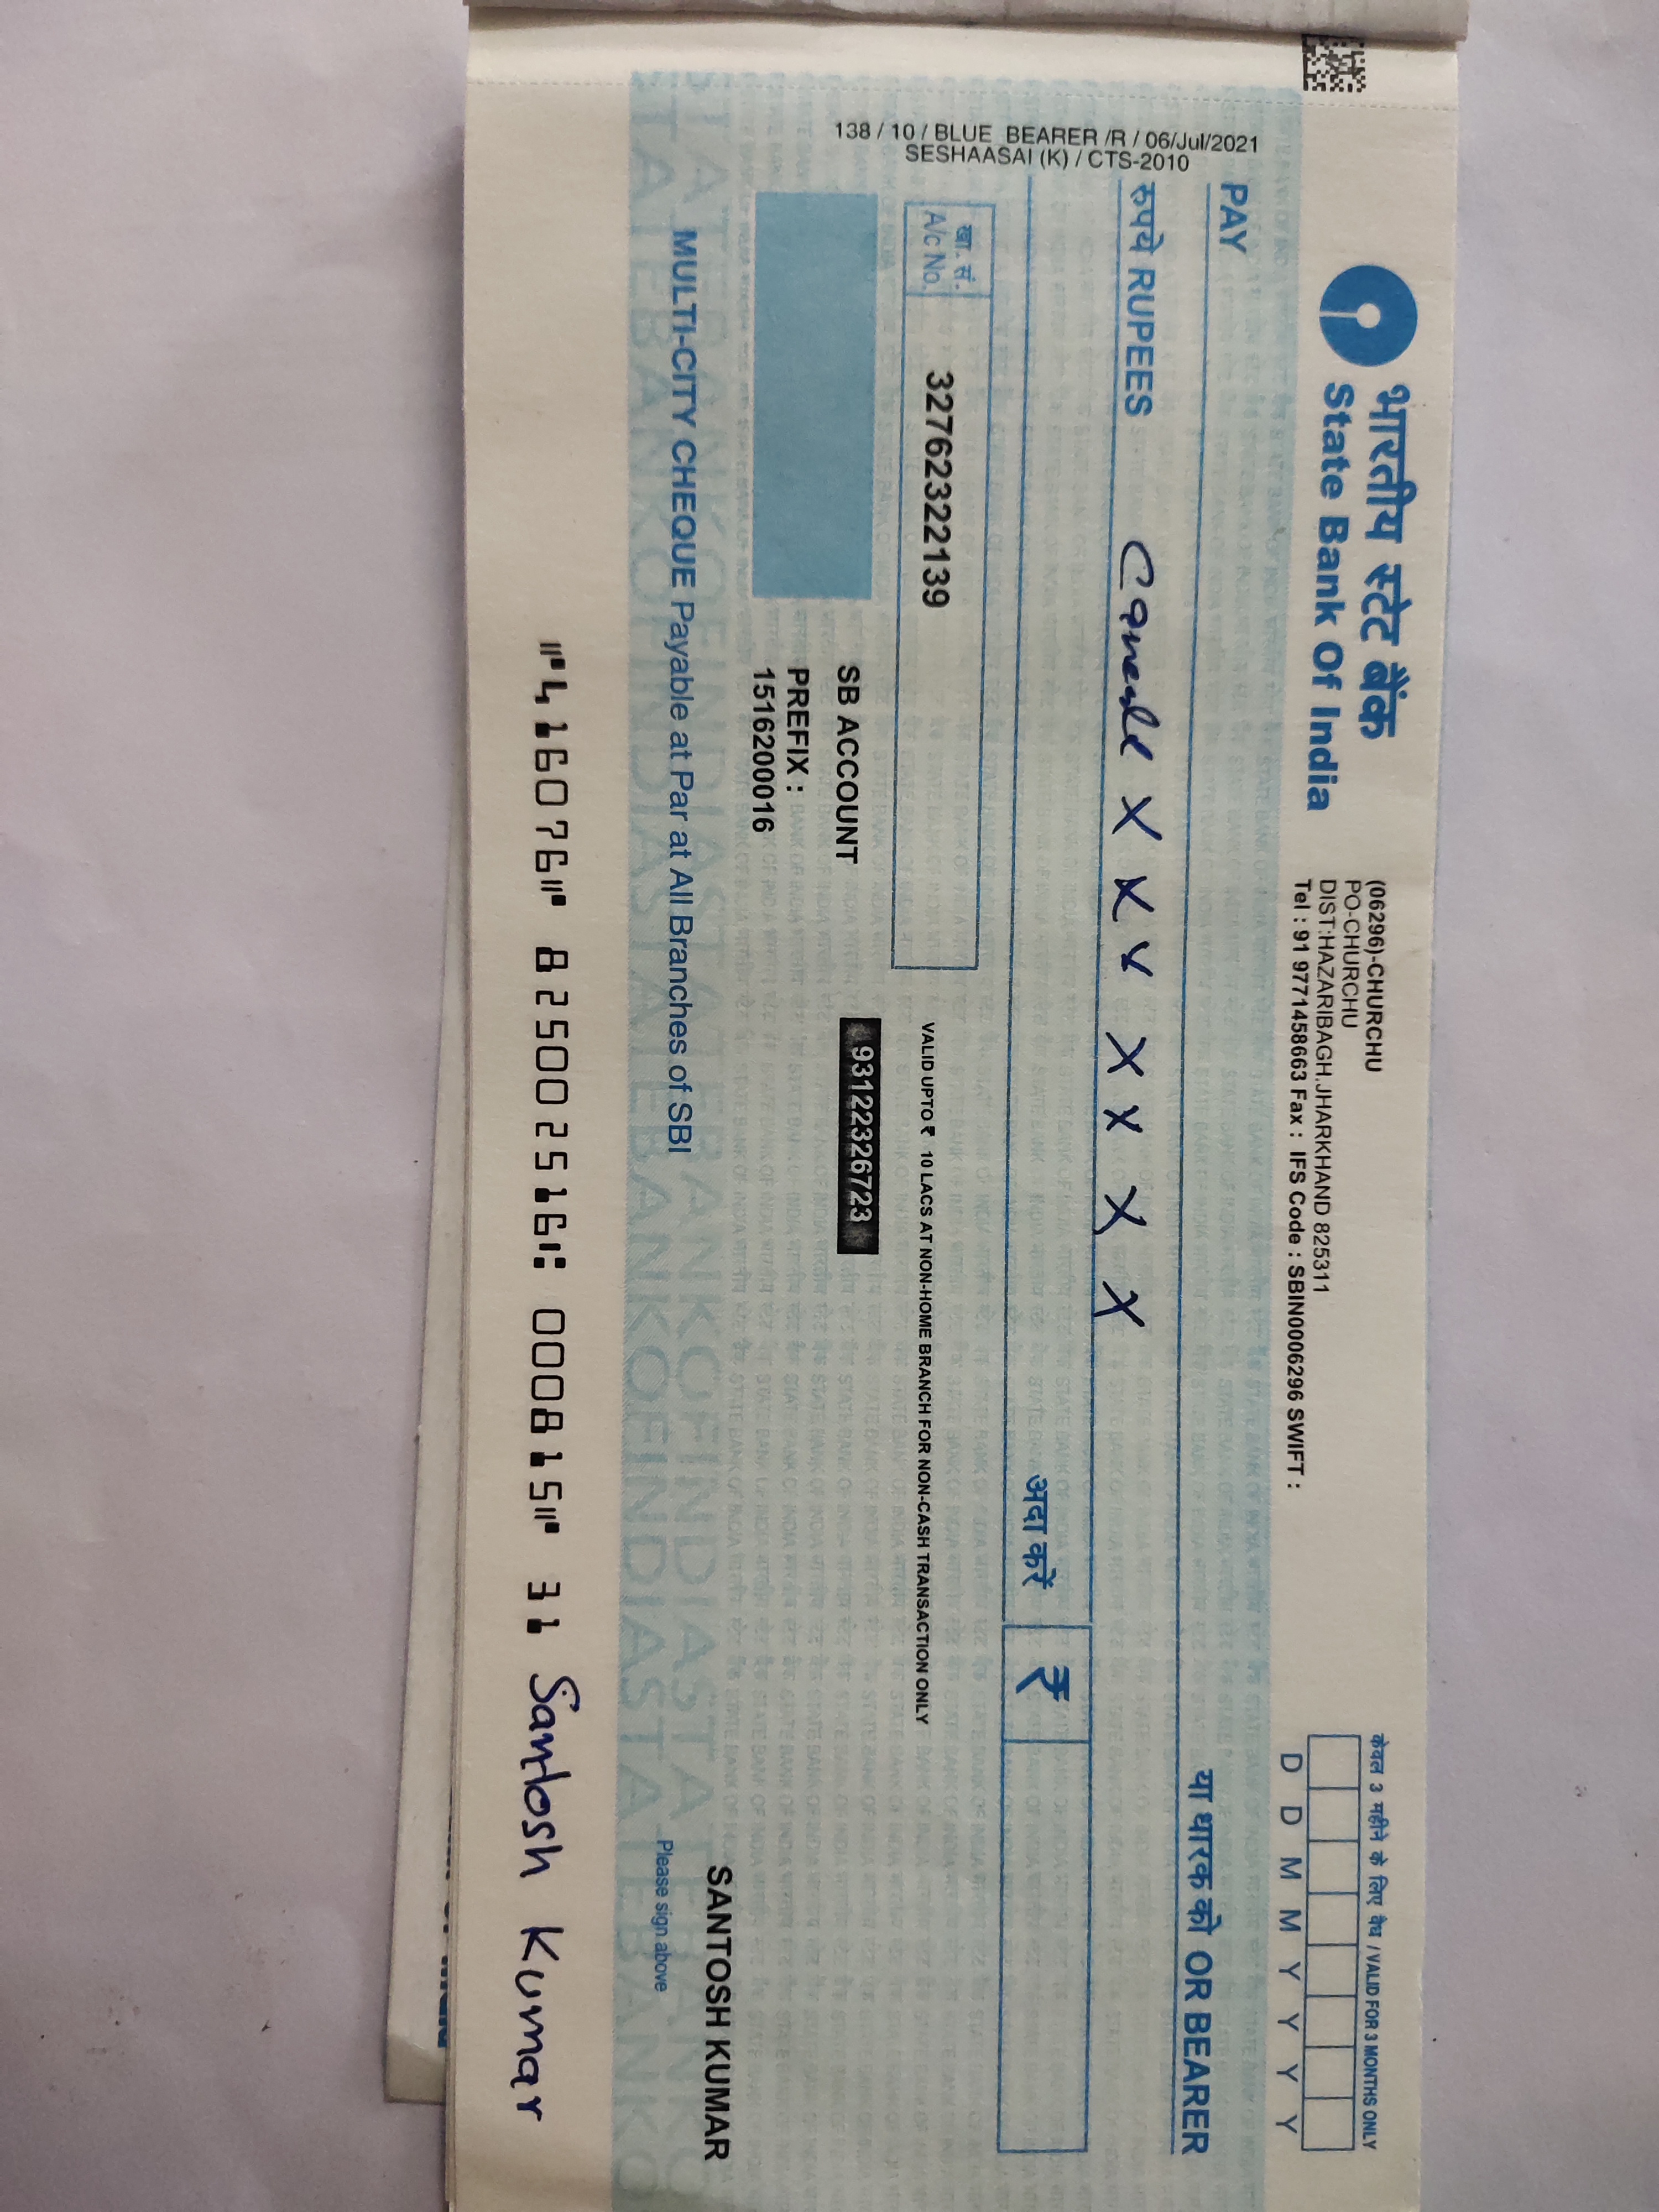 भारतीय स्टेट बैंक
State Bank Of India
(06296)-CHURCHU
PO-CHURCHU
DIST:HAZARIBAGH,JHARKHAND 825311
Tel : 91 9771458663 Fax : IFS Code : SBIN0006296 SWIFT :
केवल 3 महीने के लिए वैध / VALID FOR 3 MONTHS ONLY
D D M M Y Y Y Y
138 / 10 / BLUE BEARER /R / 06/Jul/2021
SESHAASAI (K) / CTS-2010
PAY
या धारक को OR BEARER
रुपये RUPEES X X X X X X X
अदा करें ₹
खा. सं.
A/c No. 32762322139
VALID UPTO ₹ 10 LACS AT NON-HOME BRANCH FOR NON-CASH TRANSACTION ONLY
SB ACCOUNT 93122326723
PREFIX :
1516200016
SANTOSH KUMAR
Please sign above
MULTI-CITY CHEQUE Payable at Par at All Branches of SBI
⑈416076⑈ 825002516⑆ 000815⑈ 31 Santosh Kumar